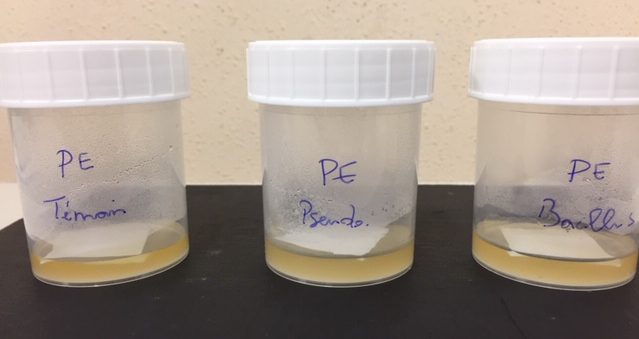 PE
Témoin
PE
Pseudo.
PE
Bacillus